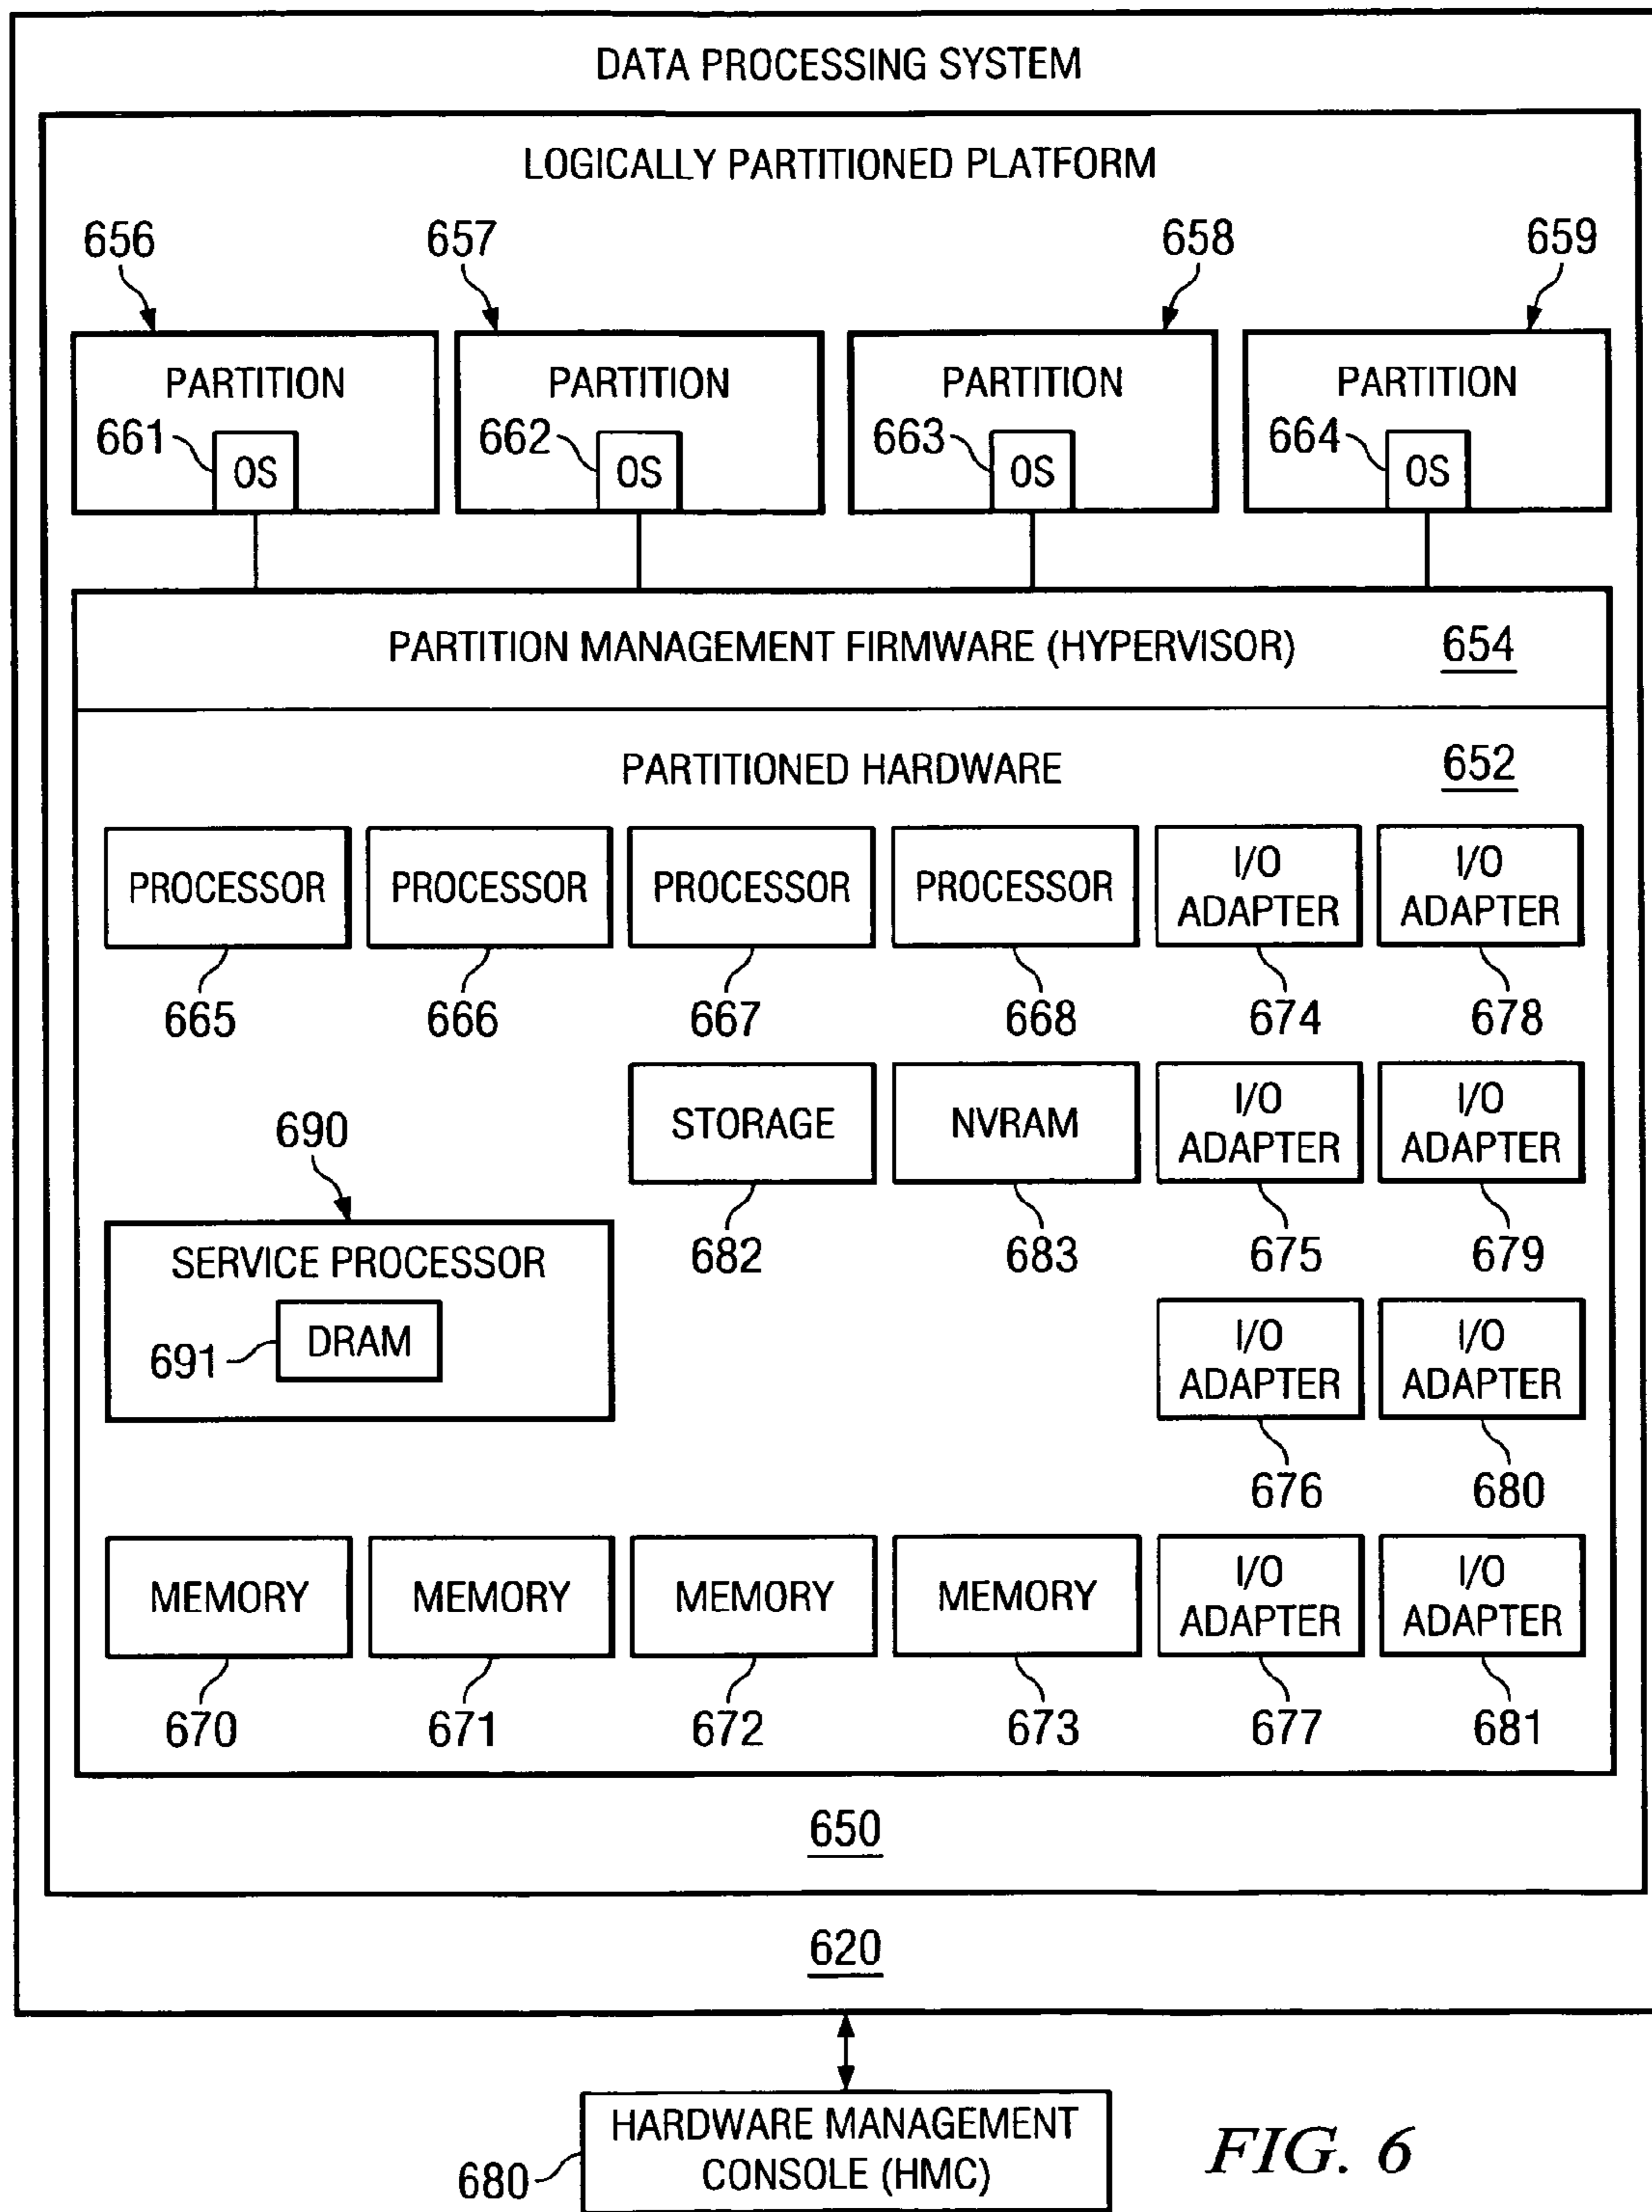 DATA PROCESSING SYSTEM
LOGICALLY PARTITIONED PLATFORM
656
657
658
659
PARTITION
PARTITION
PARTITION
PARTITION
661
OS
662
OS
663
OS
664
OS
PARTITION MANAGEMENT FIRMWARE (HYPERVISOR)
654
PARTITIONED HARDWARE
652
PROCESSOR
PROCESSOR
PROCESSOR
PROCESSOR
I/O
ADAPTER
I/O
ADAPTER
665
666
667
668
674
678
690
STORAGE
NVRAM
I/O
ADAPTER
I/O
ADAPTER
682
683
675
679
SERVICE PROCESSOR
691
DRAM
I/O
ADAPTER
I/O
ADAPTER
676
680
MEMORY
MEMORY
MEMORY
MEMORY
I/O
ADAPTER
I/O
ADAPTER
670
671
672
673
677
681
650
620
HARDWARE MANAGEMENT
CONSOLE (HMC)
680
FIG. 6